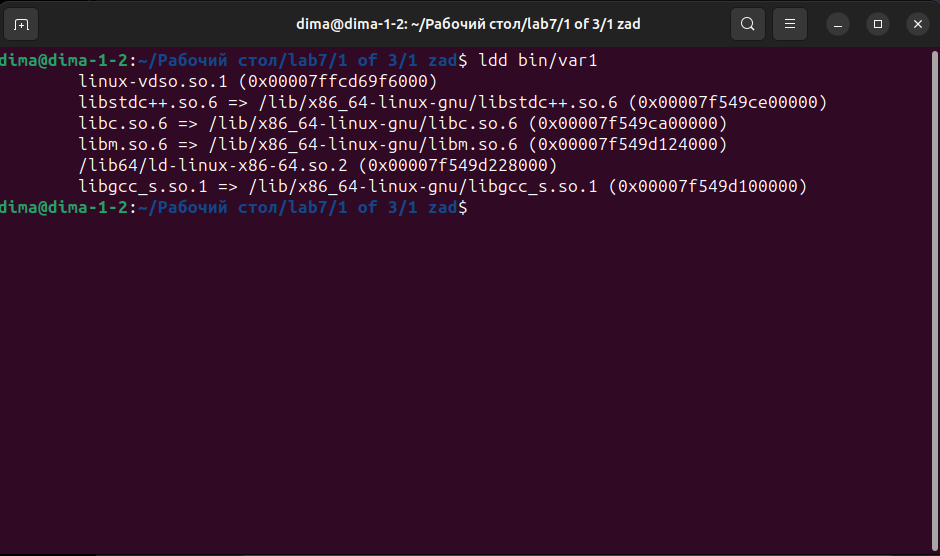 dima@dima-1-2: ~/Рабочий стол/lab7/1 of 3/1 zad
dima@dima-1-2:~/Рабочий стол/lab7/1 of 3/1 zad$ ldd bin/var1
linux-vdso.so.1 (0x00007ffcd69f6000)
libstdc++.so.6 => /lib/x86_64-linux-gnu/libstdc++.so.6 (0x00007f549ce00000)
libc.so.6 => /lib/x86_64-linux-gnu/libc.so.6 (0x00007f549ca00000)
libm.so.6 => /lib/x86_64-linux-gnu/libm.so.6 (0x00007f549d124000)
/lib64/ld-linux-x86-64.so.2 (0x00007f549d228000)
libgcc_s.so.1 => /lib/x86_64-linux-gnu/libgcc_s.so.1 (0x00007f549d100000)
dima@dima-1-2:~/Рабочий стол/lab7/1 of 3/1 zad$